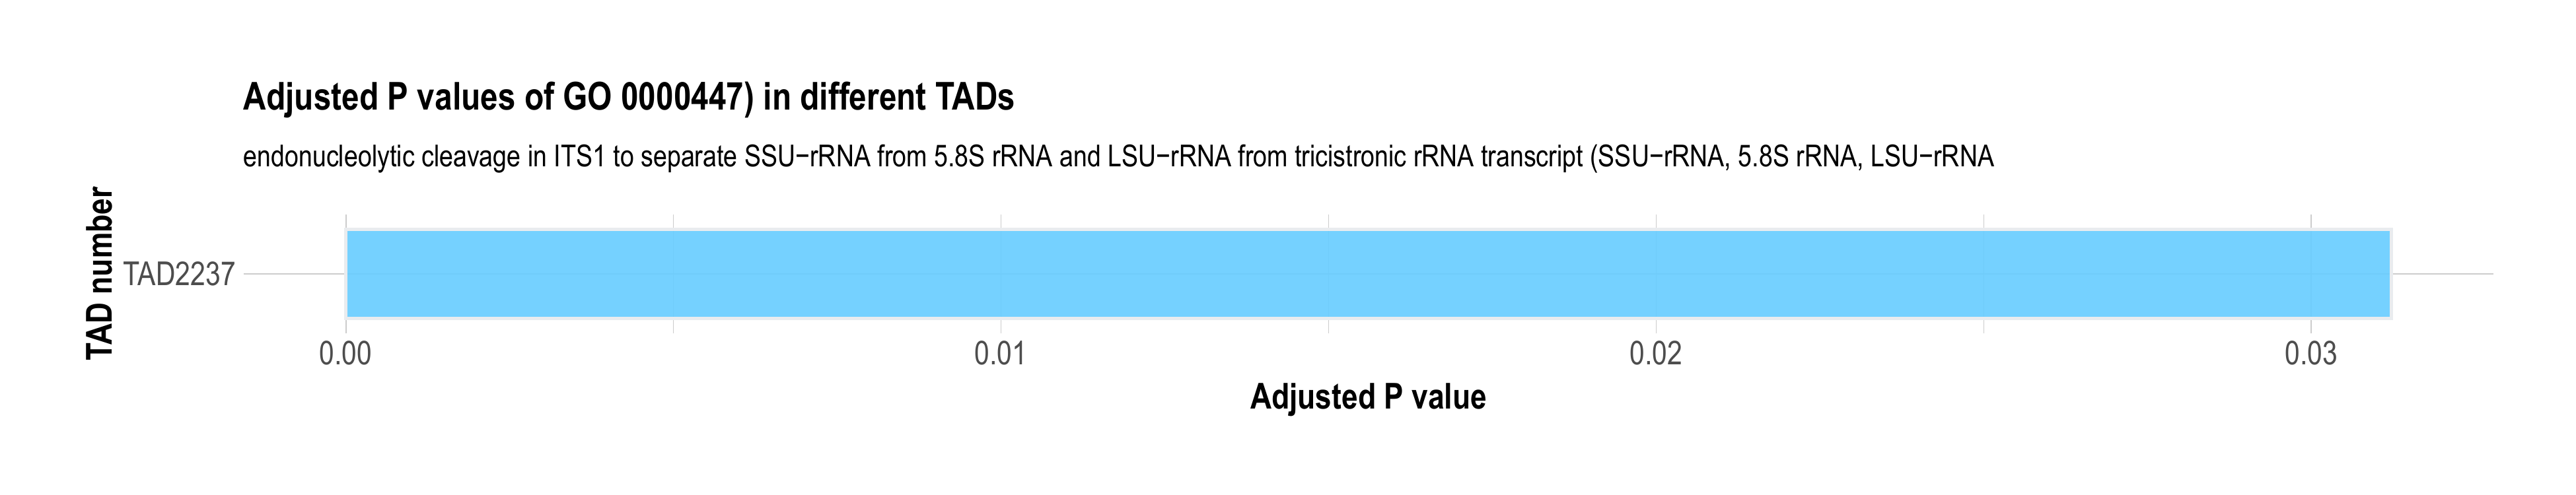 Adjusted P values of GO 0000447) in different TADs
endonucleolytic cleavage in ITS1 to separate SSU−rRNA from 5.8S rRNA and LSU−rRNA from tricistronic rRNA transcript (SSU−rRNA, 5.8S rRNA, LSU−rRNA
TAD number
TAD2237
0.00 0.01 0.02 0.03
Adjusted P value